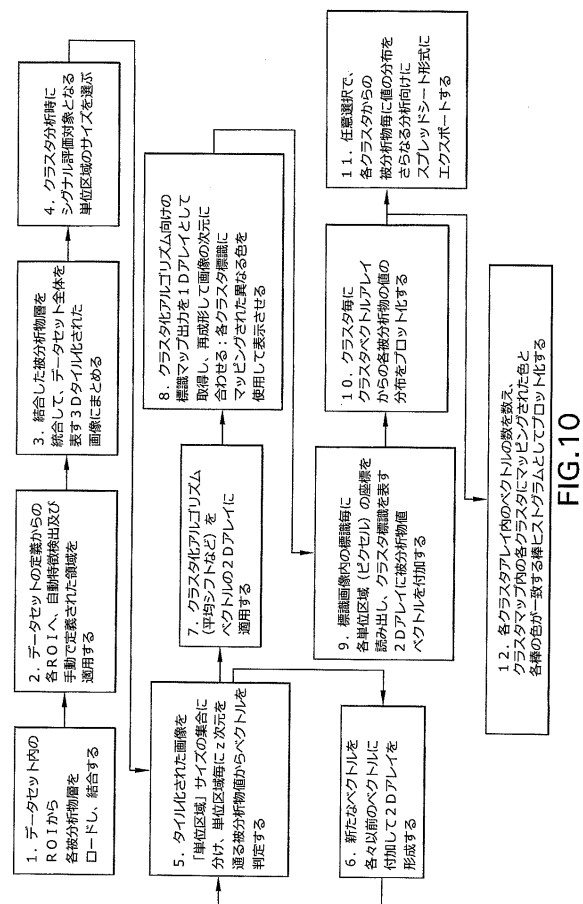 1．データセット内の
ROIから
各被分析物層を
ロードし、結合する
2．データセットの定義からの
各ROIへ、自動特徴検出及び
手動で定義された領域を
適用する
3．結合した被分析物層を
統合して、データセット全体を
表す3Dタイル化された
画像にまとめる
4．クラスタ分析時に
シグナル評価対象となる
単位区域のサイズを選ぶ
5．タイル化された画像を
「単位区域」サイズの集合に
分け、単位区域毎にz次元を
通る被分析物値からベクトルを
判定する
6．新たなベクトルを
各々以前のベクトルに
付加して2Dアレイを
形成する
7．クラスタ化アルゴリズム
(平均シフトなど）を
ベクトルの2Dアレイに
適用する
8．クラスタ化アルゴリズム向けの
標識マップ出力を1Dアレイとして
取得し、再成形して画像の次元に
合わせる：各クラスタ標識に
マッピングされた異なる色を
使用して表示させる
9．標識画像内の標識毎に
各単位区域（ピクセル）の座標を
読み出し、クラスタ標識を表す
2Dアレイに被分析物値
ベクトルを付加する
10．クラスタ毎に
クラスタベクトルアレイ
からの各被分析物の値の
分布をプロット化する
11．任意選択で、
各クラスタからの
被分析物毎に値の分布を
さらなる分析向けに
スプレッドシート形式に
エクスポートする
12．各クラスタアレイ内のベクトルの数を数え、
クラスタマップ内の各クラスタにマッピングされた色と
各棒の色が一致する棒ヒストグラムとしてプロット化する
FIG.10